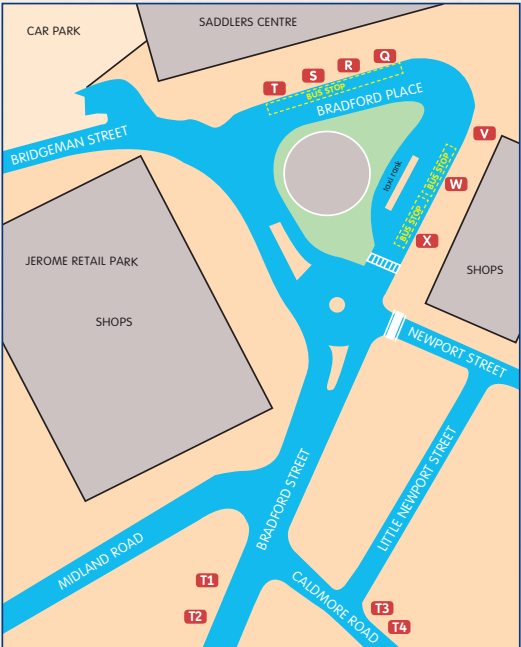 SADDLERS CENTRE
CAR PARK
Q
R
S
T
BUS STOP
BRADFORD PLACE
BRIDGEMAN STREET
V
BUS STOP
taxi rank
W
BUS STOP
X
JEROME RETAIL PARK
SHOPS
SHOPS
NEWPORT STREET
LITTLE NEWPORT STREET
BRADFORD STREET
MIDLAND ROAD
CALDMORE ROAD
T1
T2
T3
T4